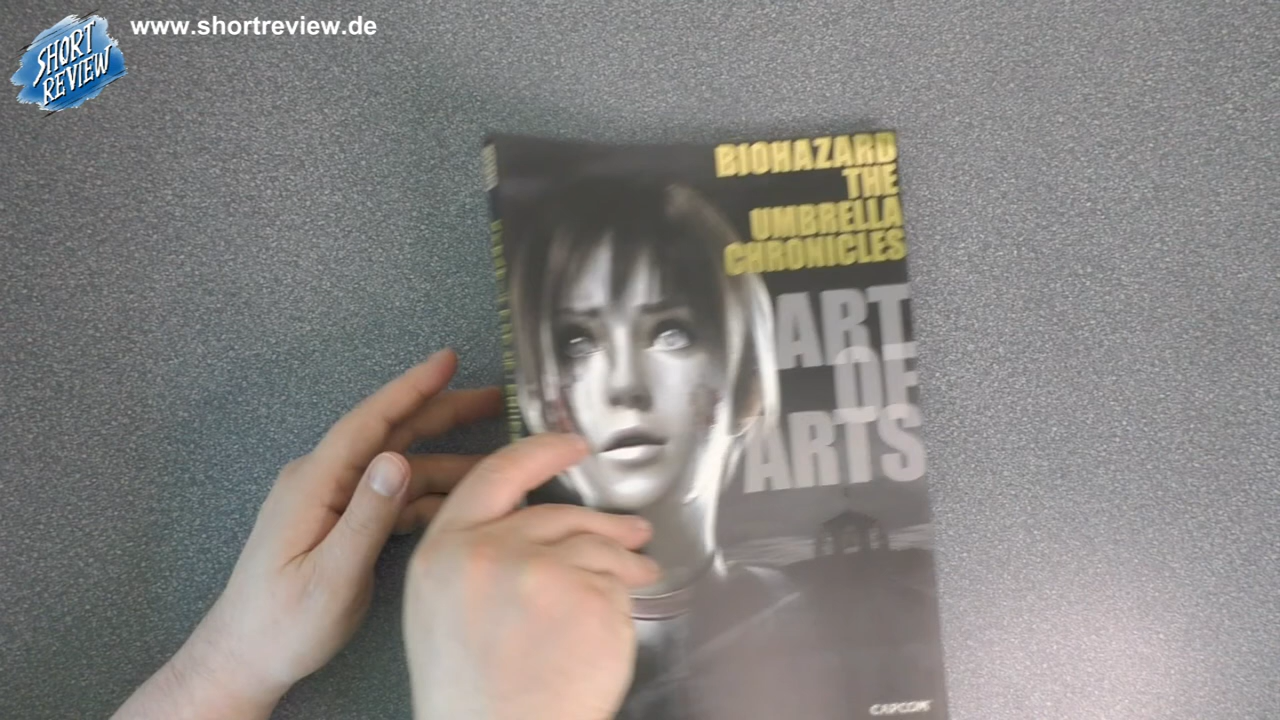 SHORT
REVIEW
www.shortreview.de
BIOHAZARD
THE
UMBRELLA
CHRONICLES
ART
OF
ARTS
CAPCOM